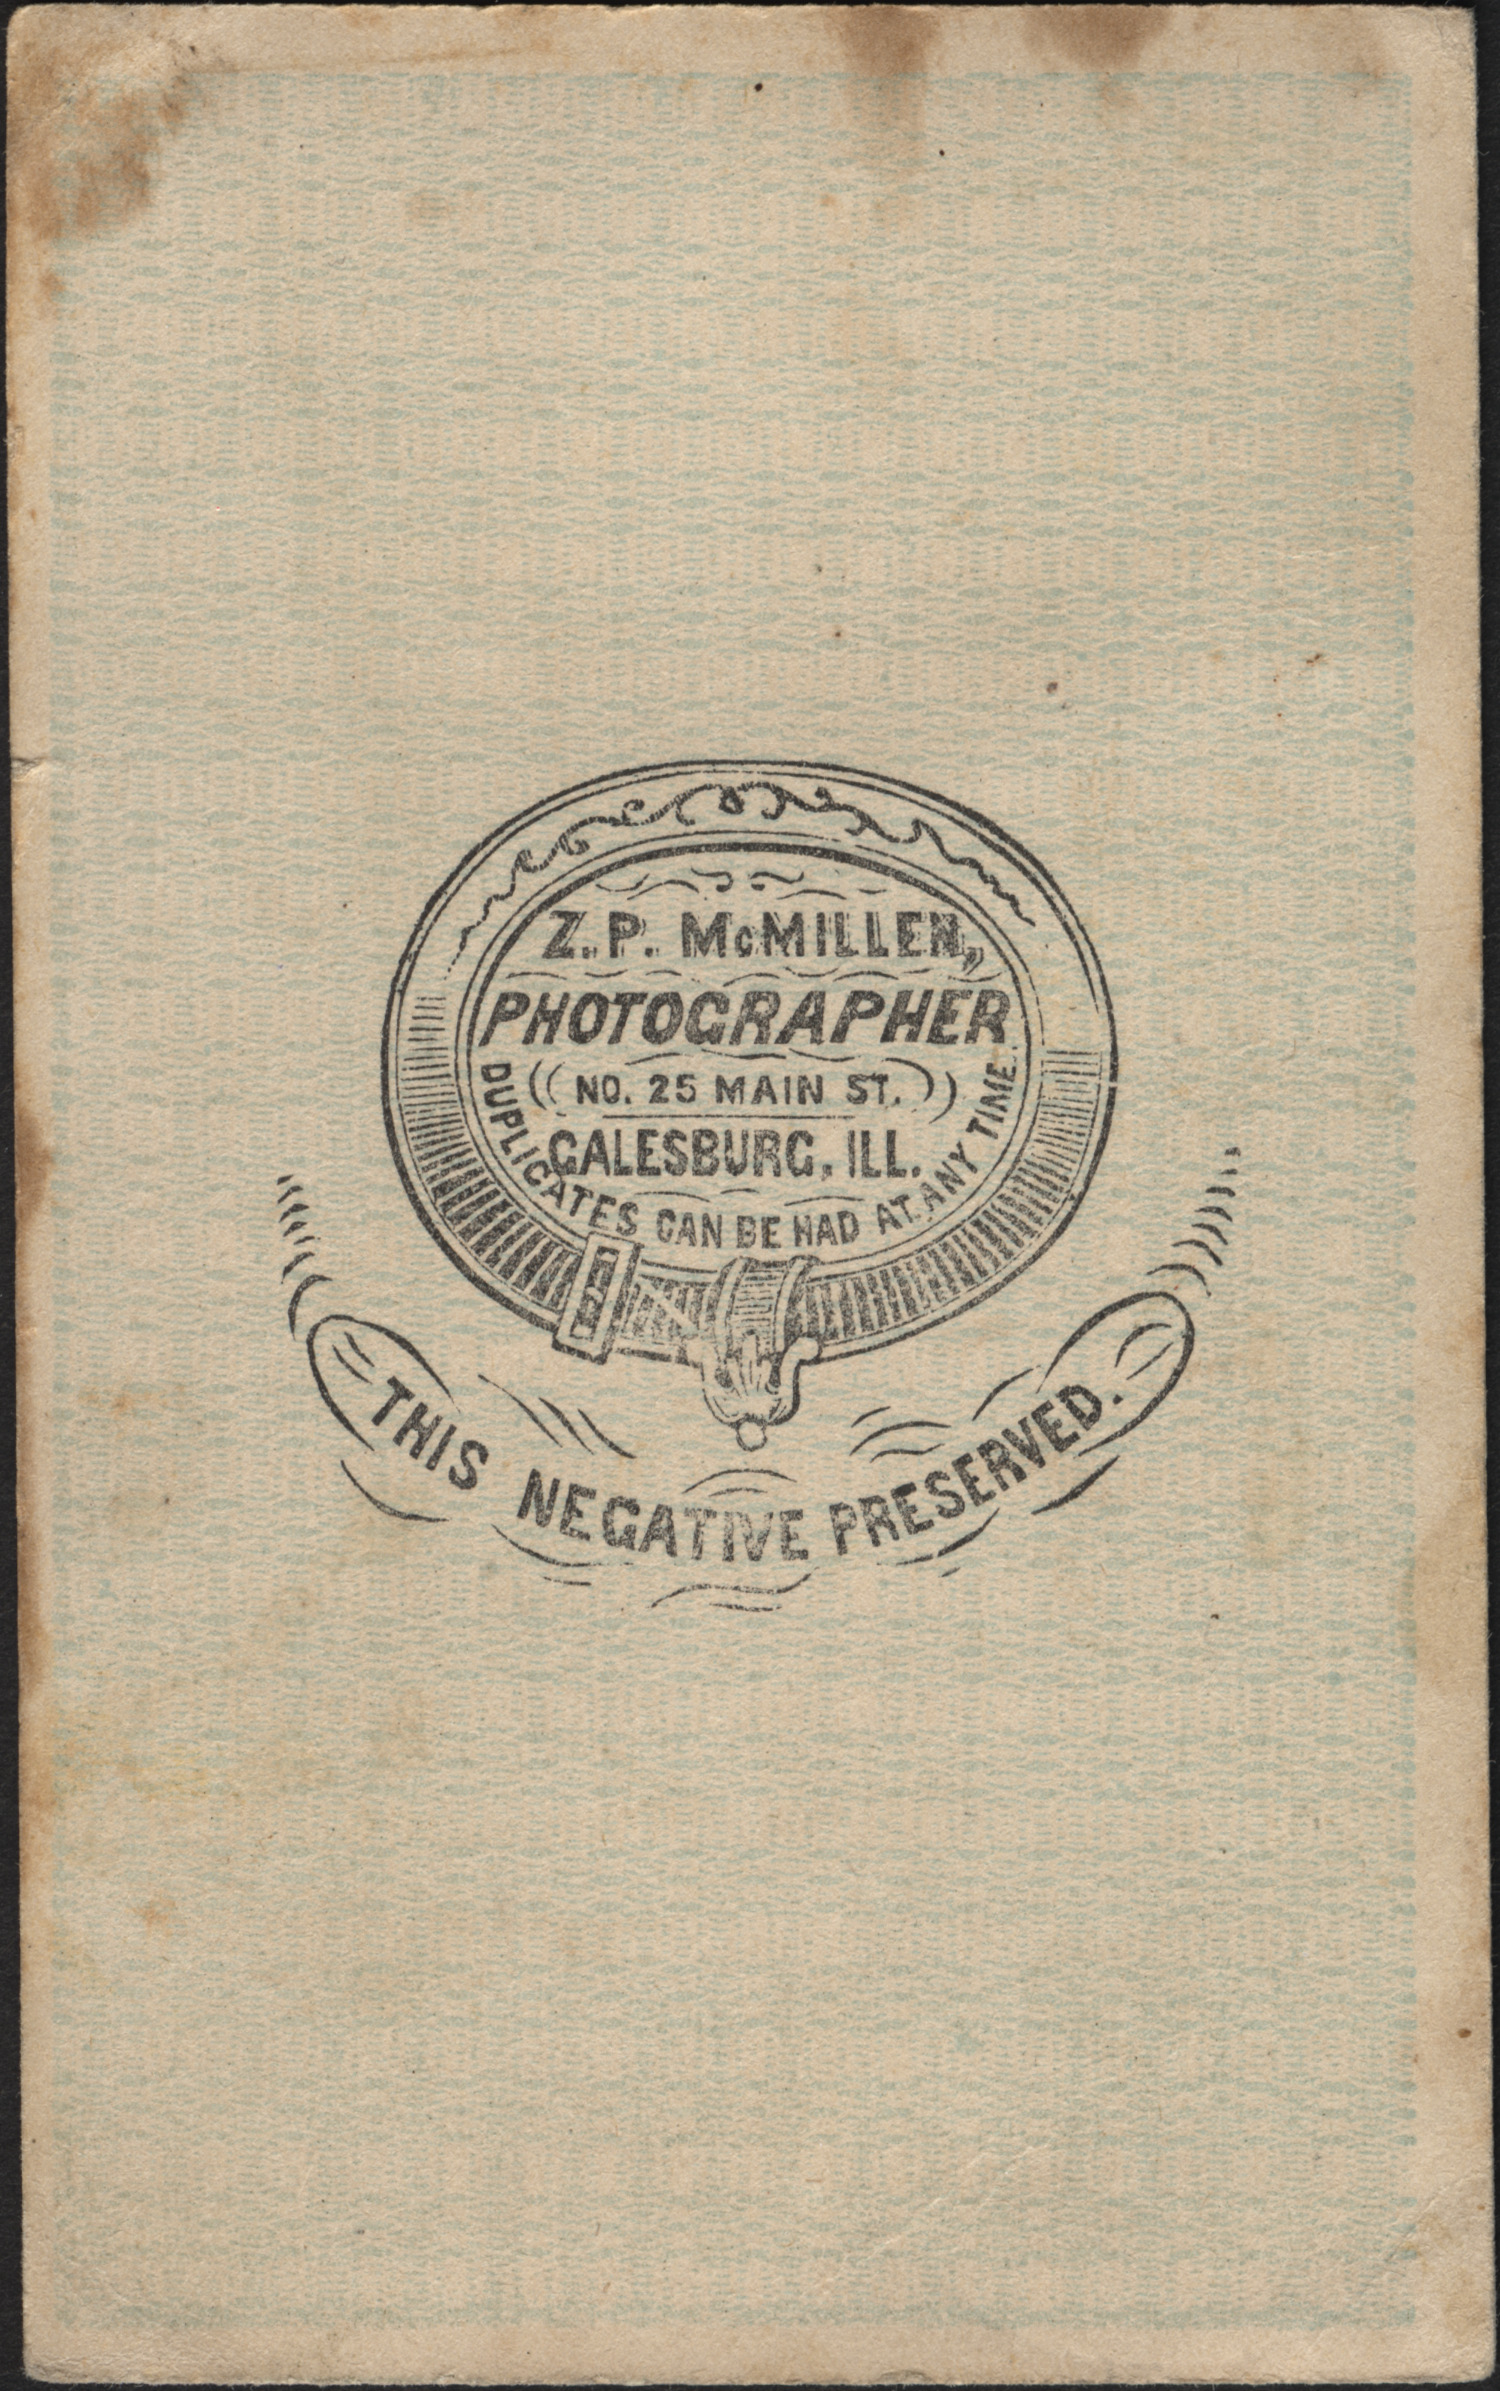 Z. P. McMILLEN,
PHOTOGRAPHER
NO. 25 MAIN ST.
GALESBURG, ILL.
DUPLICATES CAN BE HAD AT ANY TIME.
THIS NEGATIVE PRESERVED.